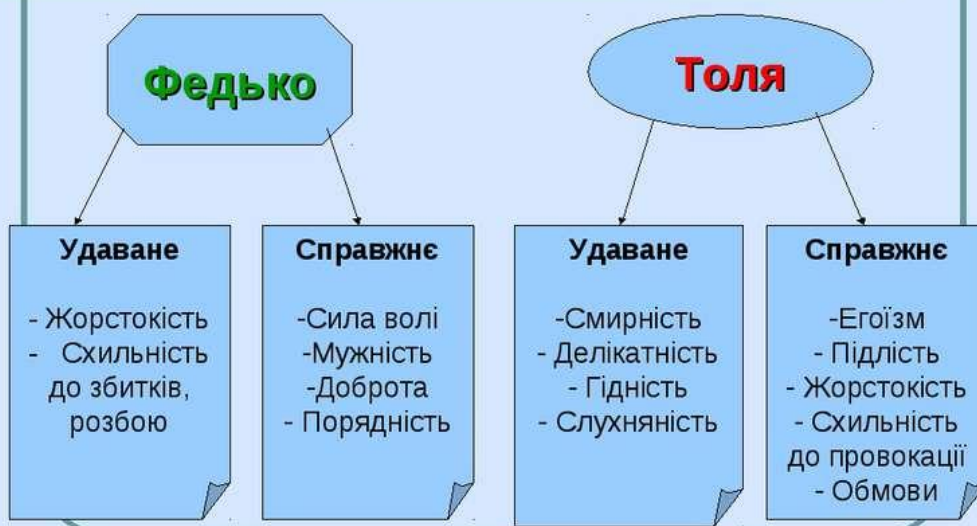 Федько
Толя
Удаване
- Жорстокість
- Схильність
до збитків,
розбою
Справжнє
-Сила волі
-Мужність
-Доброта
- Порядність
Удаване
-Смирність
- Делікатність
- Гідність
- Слухняність
Справжнє
-Егоїзм
- Підлість
- Жорстокість
- Схильність
до провокації
- Обмови